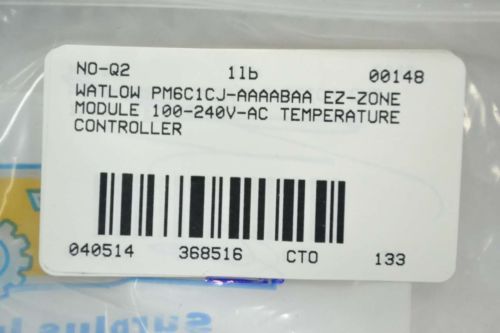 NO-Q2 1lb 00148
WATLOW PM6C1CJ-AAAABAA EZ-ZONE
MODULE 100-240V-AC TEMPERATURE
CONTROLLER
040514 368516 CTO 133
surplus